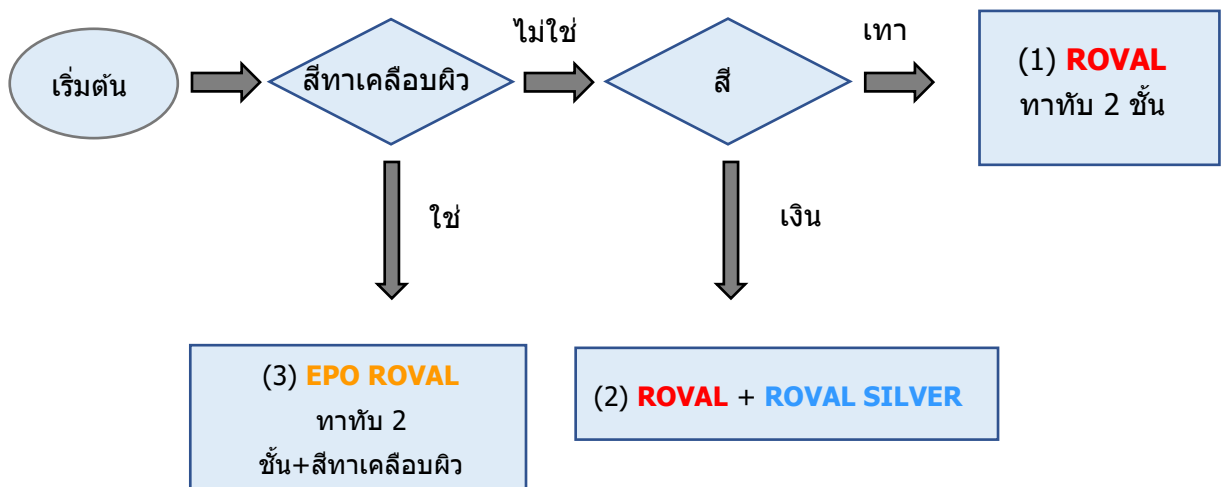 เริ่มต้น
สีทาเคลือบผิว
ไม่ใช่
สี
เทา
(1) ROVAL
ทาทับ 2 ชั้น
ใช่
เงิน
(3) EPO ROVAL
ทาทับ 2
ชั้น+สีทาเคลือบผิว
(2) ROVAL + ROVAL SILVER